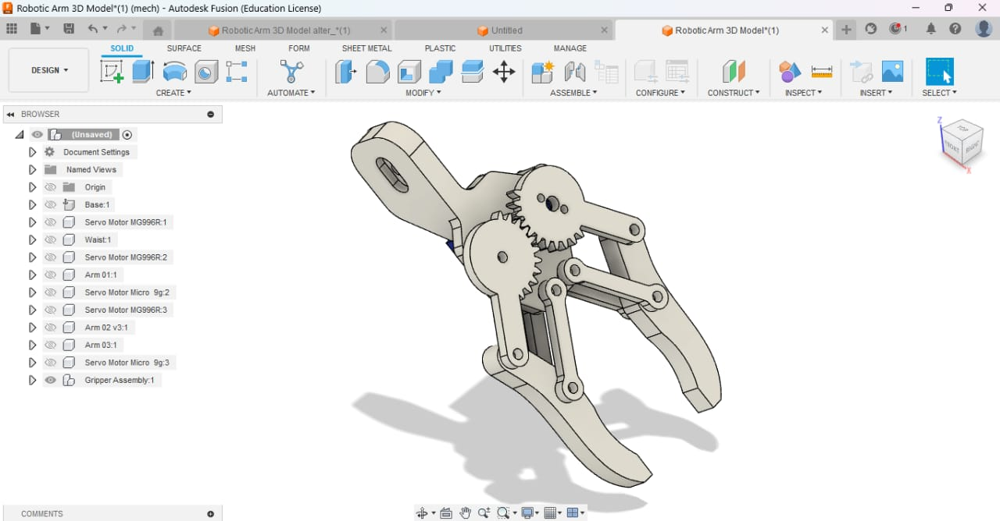 Robotic Arm 3D Model*(1) (mech) - Autodesk Fusion (Education License)
Robotic Arm 3D Model alter_*(1)
Untitled
Robotic Arm 3D Model*(1)
1
SOLID SURFACE MESH FORM SHEET METAL PLASTIC UTILITIES MANAGE
DESIGN
CREATE AUTOMATE MODIFY ASSEMBLE CONFIGURE CONSTRUCT INSPECT INSERT SELECT
BROWSER
(Unsaved)
Document Settings
Named Views
Origin
Base:1
Servo Motor MG996R:1
Waist:1
Servo Motor MG996R:2
Arm 01:1
Servo Motor Micro 9g:2
Servo Motor MG996R:3
Arm 02 v3:1
Arm 03:1
Servo Motor Micro 9g:3
Gripper Assembly:1
Z
TOP
FRONT RIGHT
X
COMMENTS